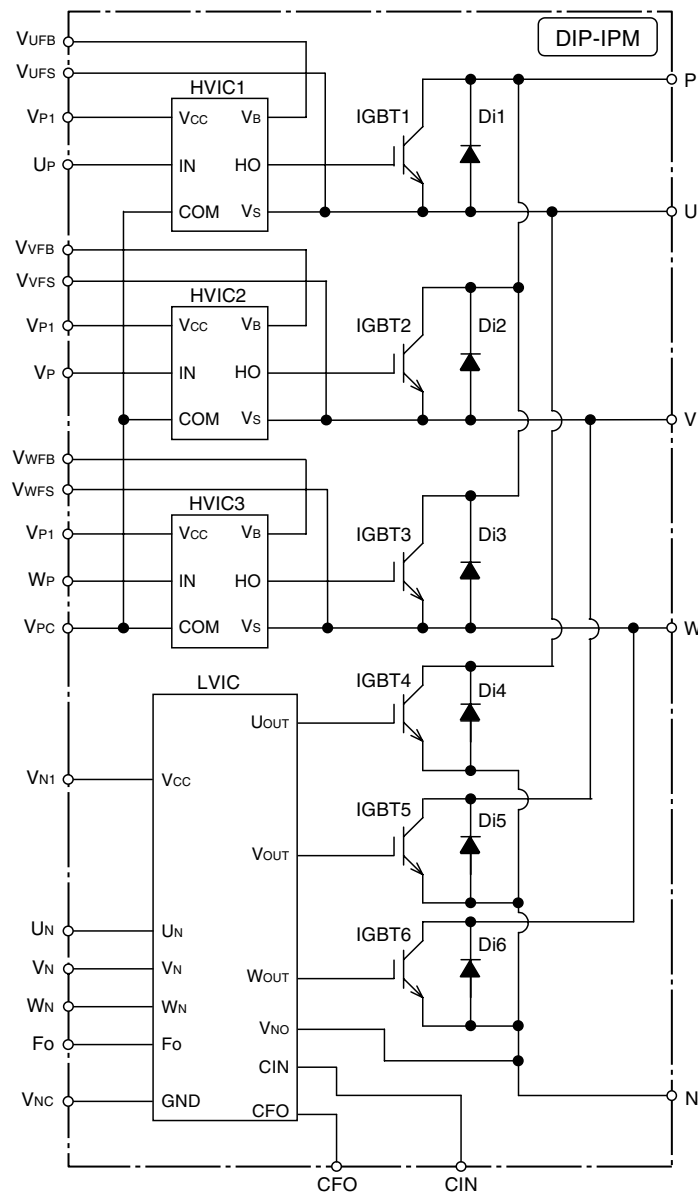 DIP-IPM
VUFB
VUFS
VP1
UP
HVIC1
VCC
VB
IN
HO
COM
VS
IGBT1
Di1
P
U
VVFB
VVFS
VP1
VP
HVIC2
VCC
VB
IN
HO
COM
VS
IGBT2
Di2
V
VWFB
VWFS
VP1
WP
VPC
HVIC3
VCC
VB
IN
HO
COM
VS
IGBT3
Di3
W
LVIC
UOUT
IGBT4
Di4
VN1
VCC
VOUT
IGBT5
Di5
UN
UN
VN
VN
WN
WN
FO
FO
VNC
GND
WOUT
IGBT6
Di6
VNO
CIN
CFO
N
CFO
CIN